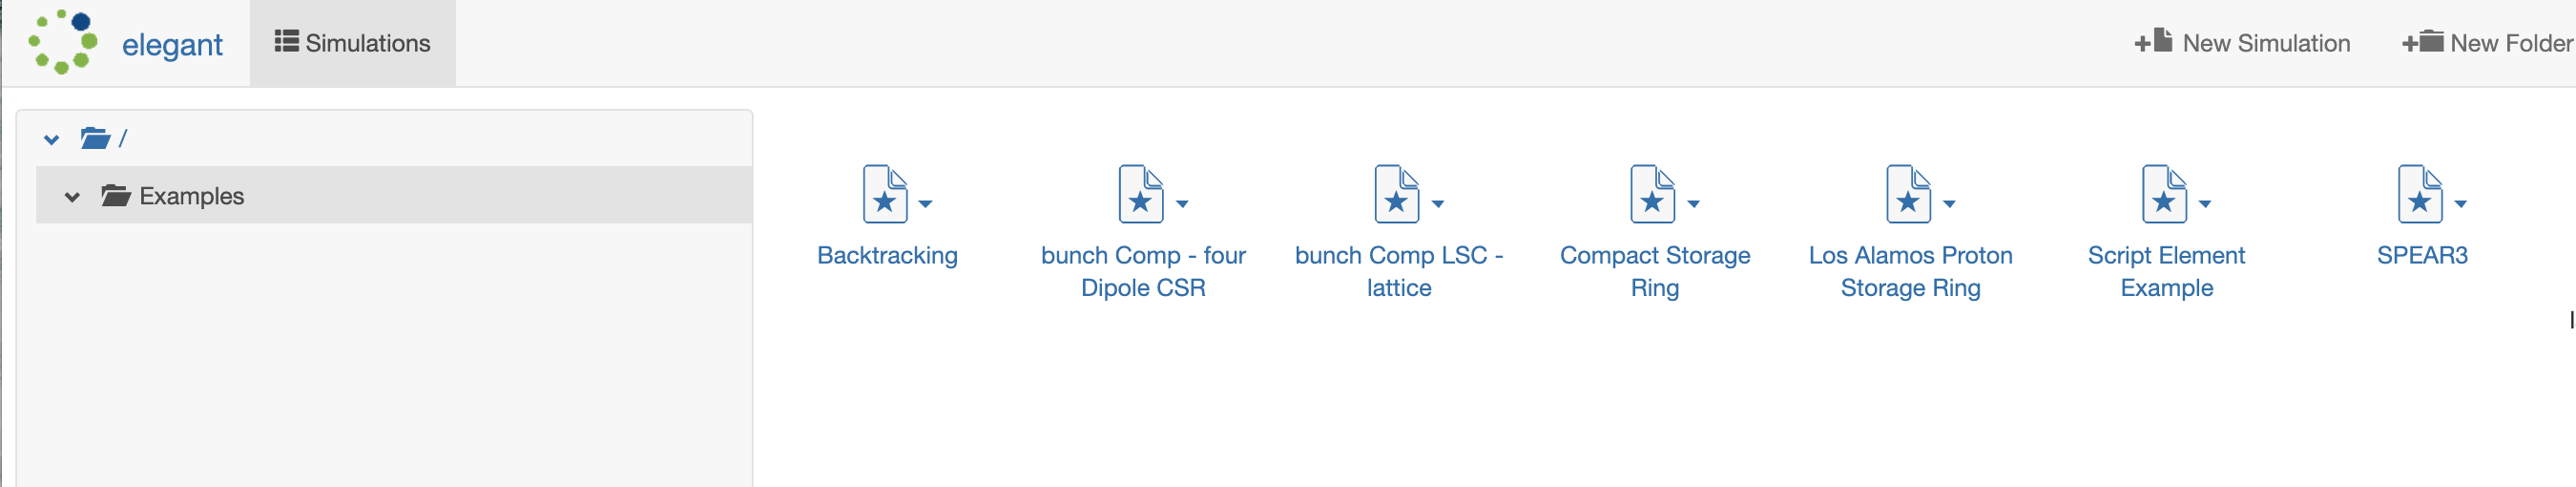 elegant
Simulations
New Simulation
New Folder
/
Examples
Backtracking
bunch Comp - four
Dipole CSR
bunch Comp LSC -
lattice
Compact Storage
Ring
Los Alamos Proton
Storage Ring
Script Element
Example
SPEAR3